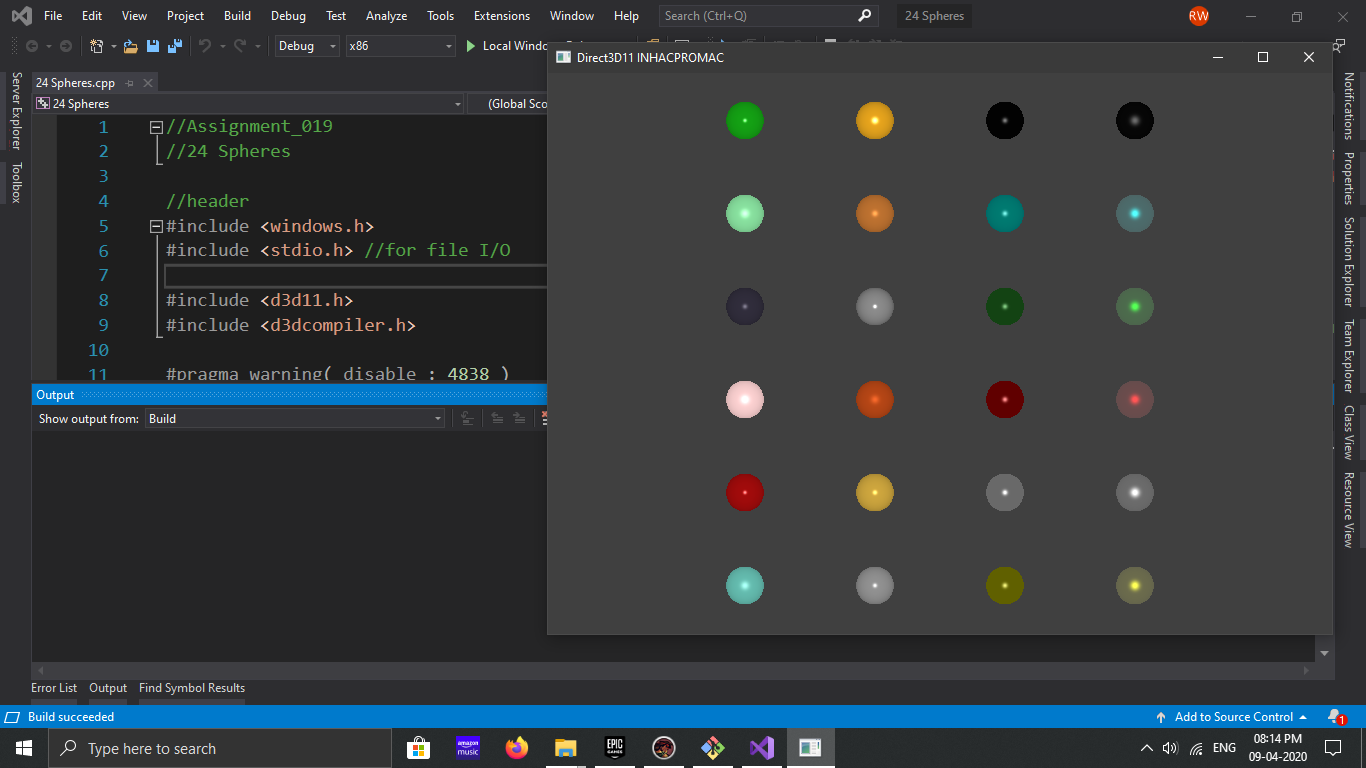 File Edit View Project Build Debug Test Analyze Tools Extensions Window Help Search (Ctrl+Q) 24 Spheres RW
Debug x86 Local Windo
Direct3D11 INHACPROMAC
Server Explorer
Toolbox
24 Spheres.cpp
24 Spheres (Global Sco
1 //Assignment_019
2 //24 Spheres
3
4 //header
5 #include <windows.h>
6 #include <stdio.h> //for file I/O
7
8 #include <d3d11.h>
9 #include <d3dcompiler.h>
10
11 #pragma warning( disable : 4838 )
Output
Show output from: Build
Notifications
Properties
Solution Explorer
Team Explorer
Class View
Resource View
Error List Output Find Symbol Results
Build succeeded Add to Source Control 1
Type here to search amazon music EPIC GAMES ENG 08:14 PM
09-04-2020